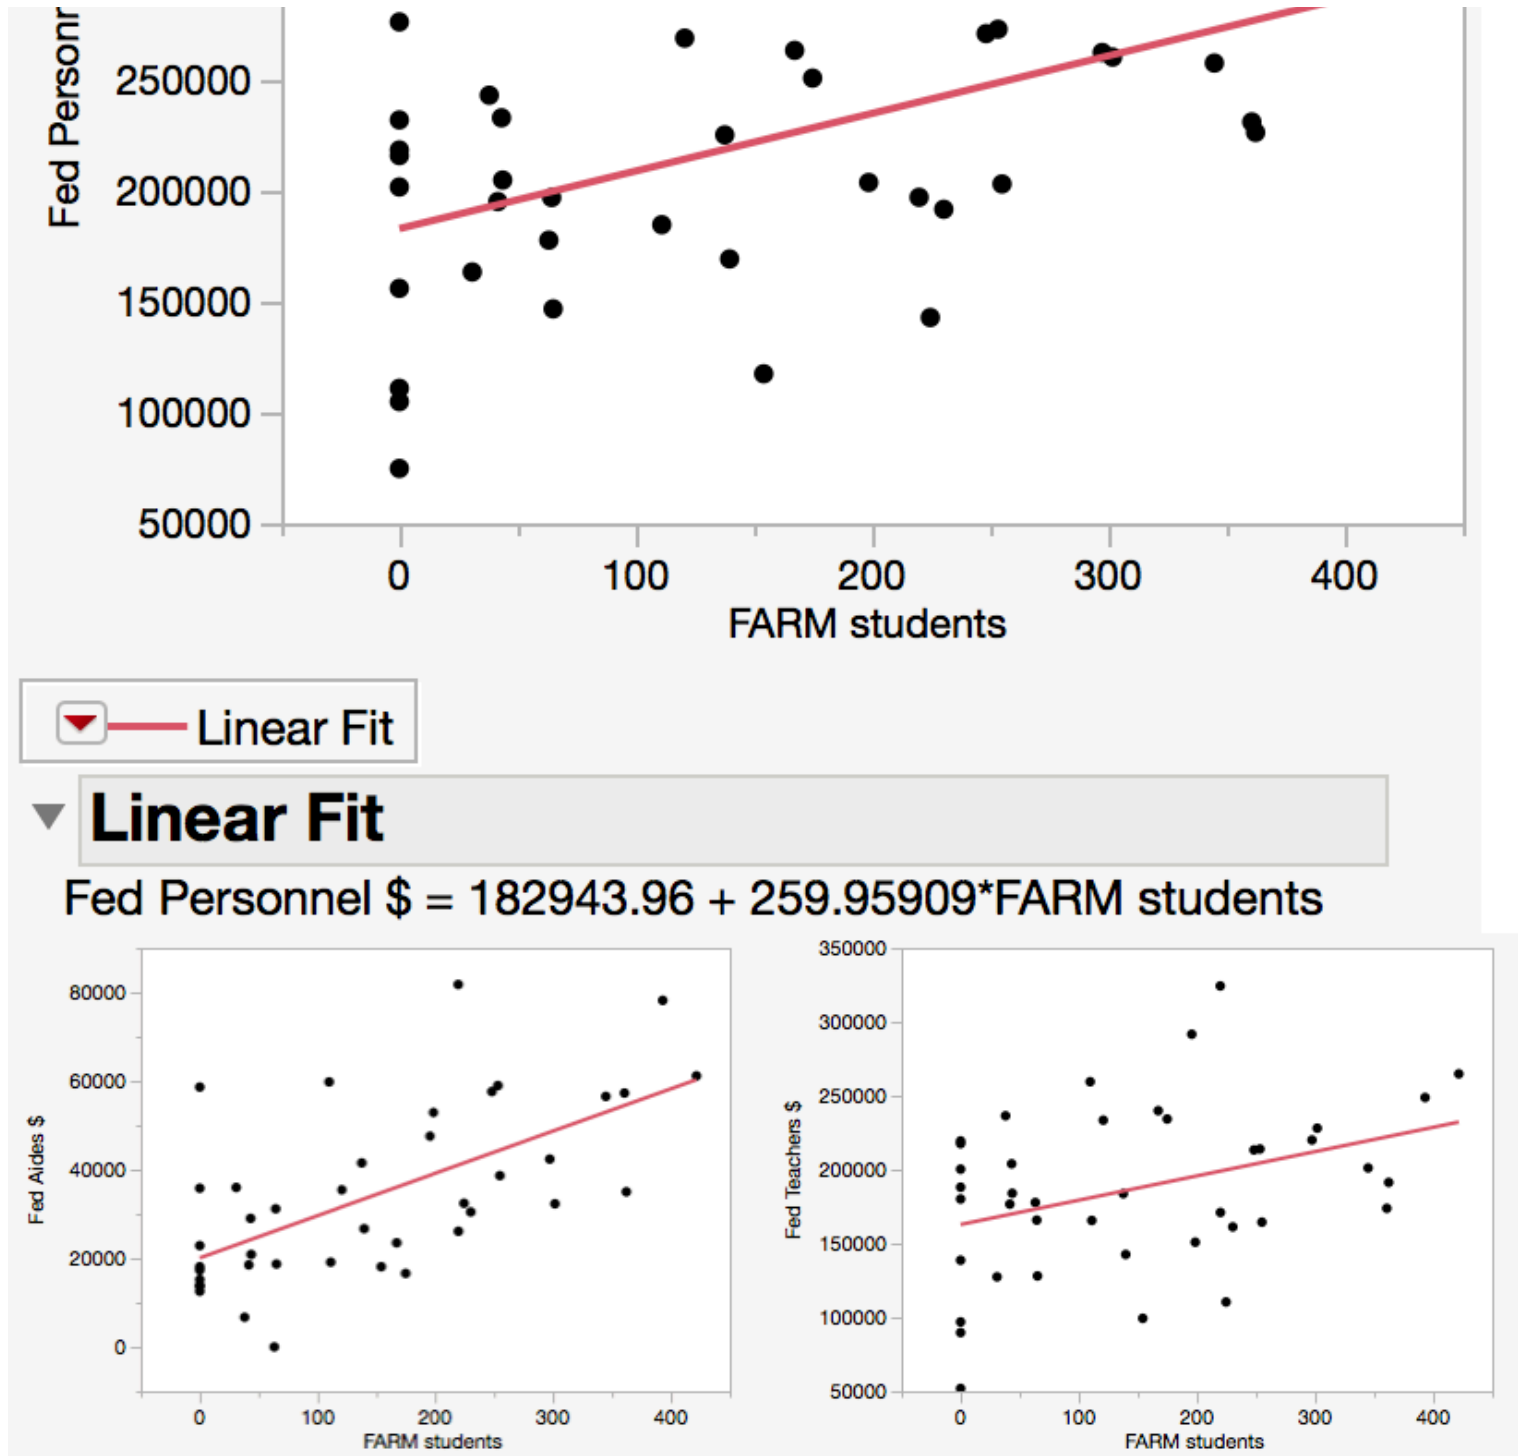 Fed Personn
250000
200000
150000
100000
50000
0 100 200 300 400
FARM students
Linear Fit
Linear Fit
Fed Personnel $ = 182943.96 + 259.95909*FARM students
Fed Aides $
80000
60000
40000
20000
0
0 100 200 300 400
FARM students
Fed Teachers $
350000
300000
250000
200000
150000
100000
50000
0 100 200 300 400
FARM students